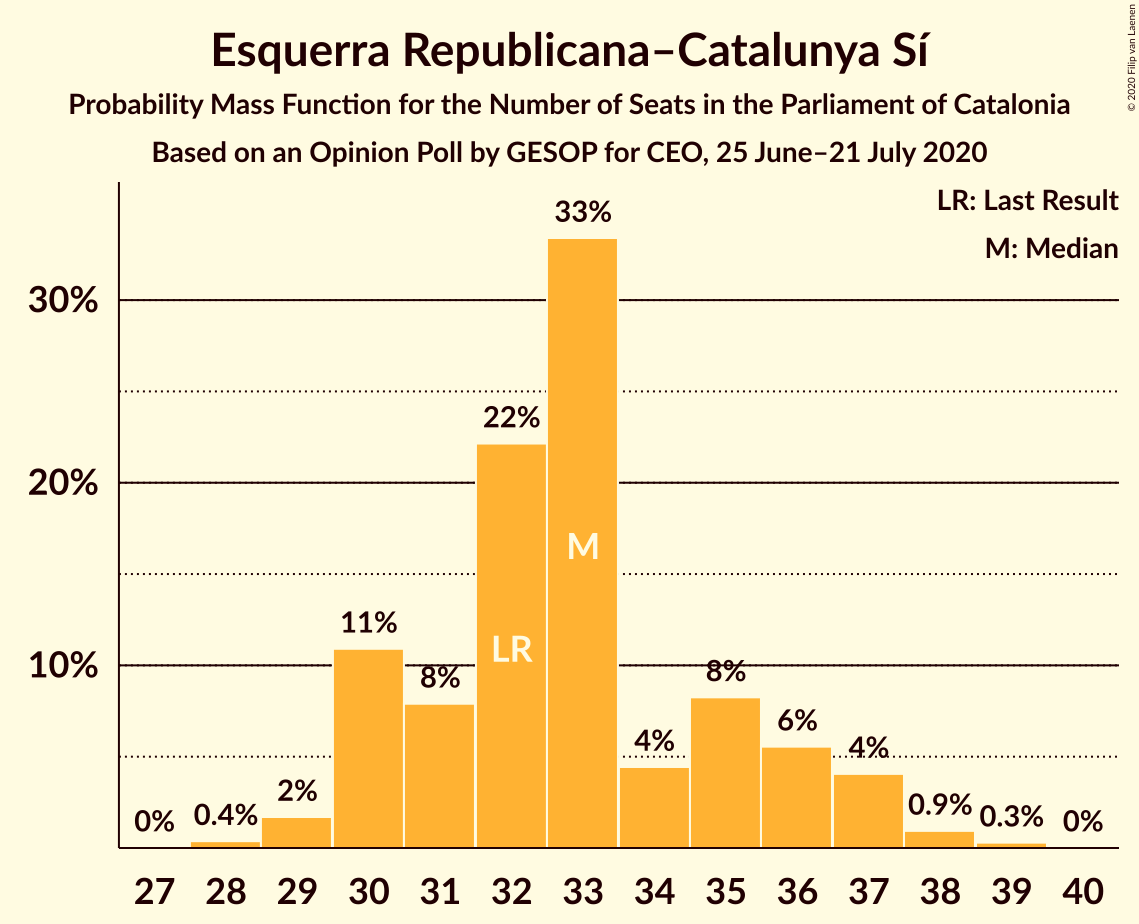 Esquerra Republicana–Catalunya Sí
Probability Mass Function for the Number of Seats in the Parliament of Catalonia
Based on an Opinion Poll by GESOP for CEO, 25 June–21 July 2020
© 2020 Filip van Laenen
LR: Last Result
M: Median
33%
30%
22%
20%
M
11%
LR
10%
8%
8%
6%
4%
4%
2%
0.9%
0.4%
0.3%
0%
0%
27 28 29 30 31 32 33 34 35 36 37 38 39 40